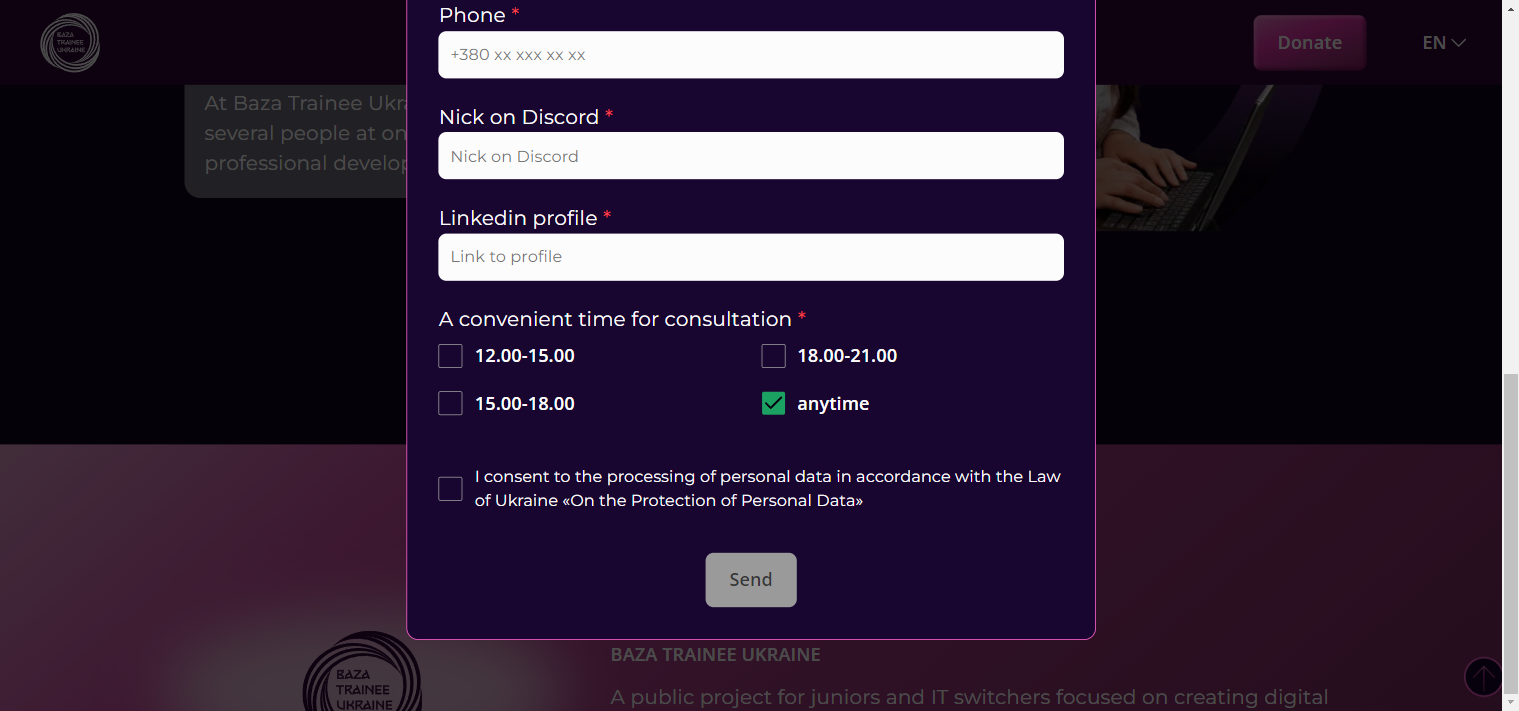 BAZA
TRAINEE
UKRAINE
Donate
EN
At Baza Trainee Ukra
several people at on
professional develop
Phone *
+380 xx xxx xx xx
Nick on Discord *
Nick on Discord
Linkedin profile *
Link to profile
A convenient time for consultation *
12.00-15.00
18.00-21.00
15.00-18.00
anytime
I consent to the processing of personal data in accordance with the Law
of Ukraine «On the Protection of Personal Data»
Send
BAZA
TRAINEE
UKRAINE
BAZA TRAINEE UKRAINE
A public project for juniors and IT switchers focused on creating digital